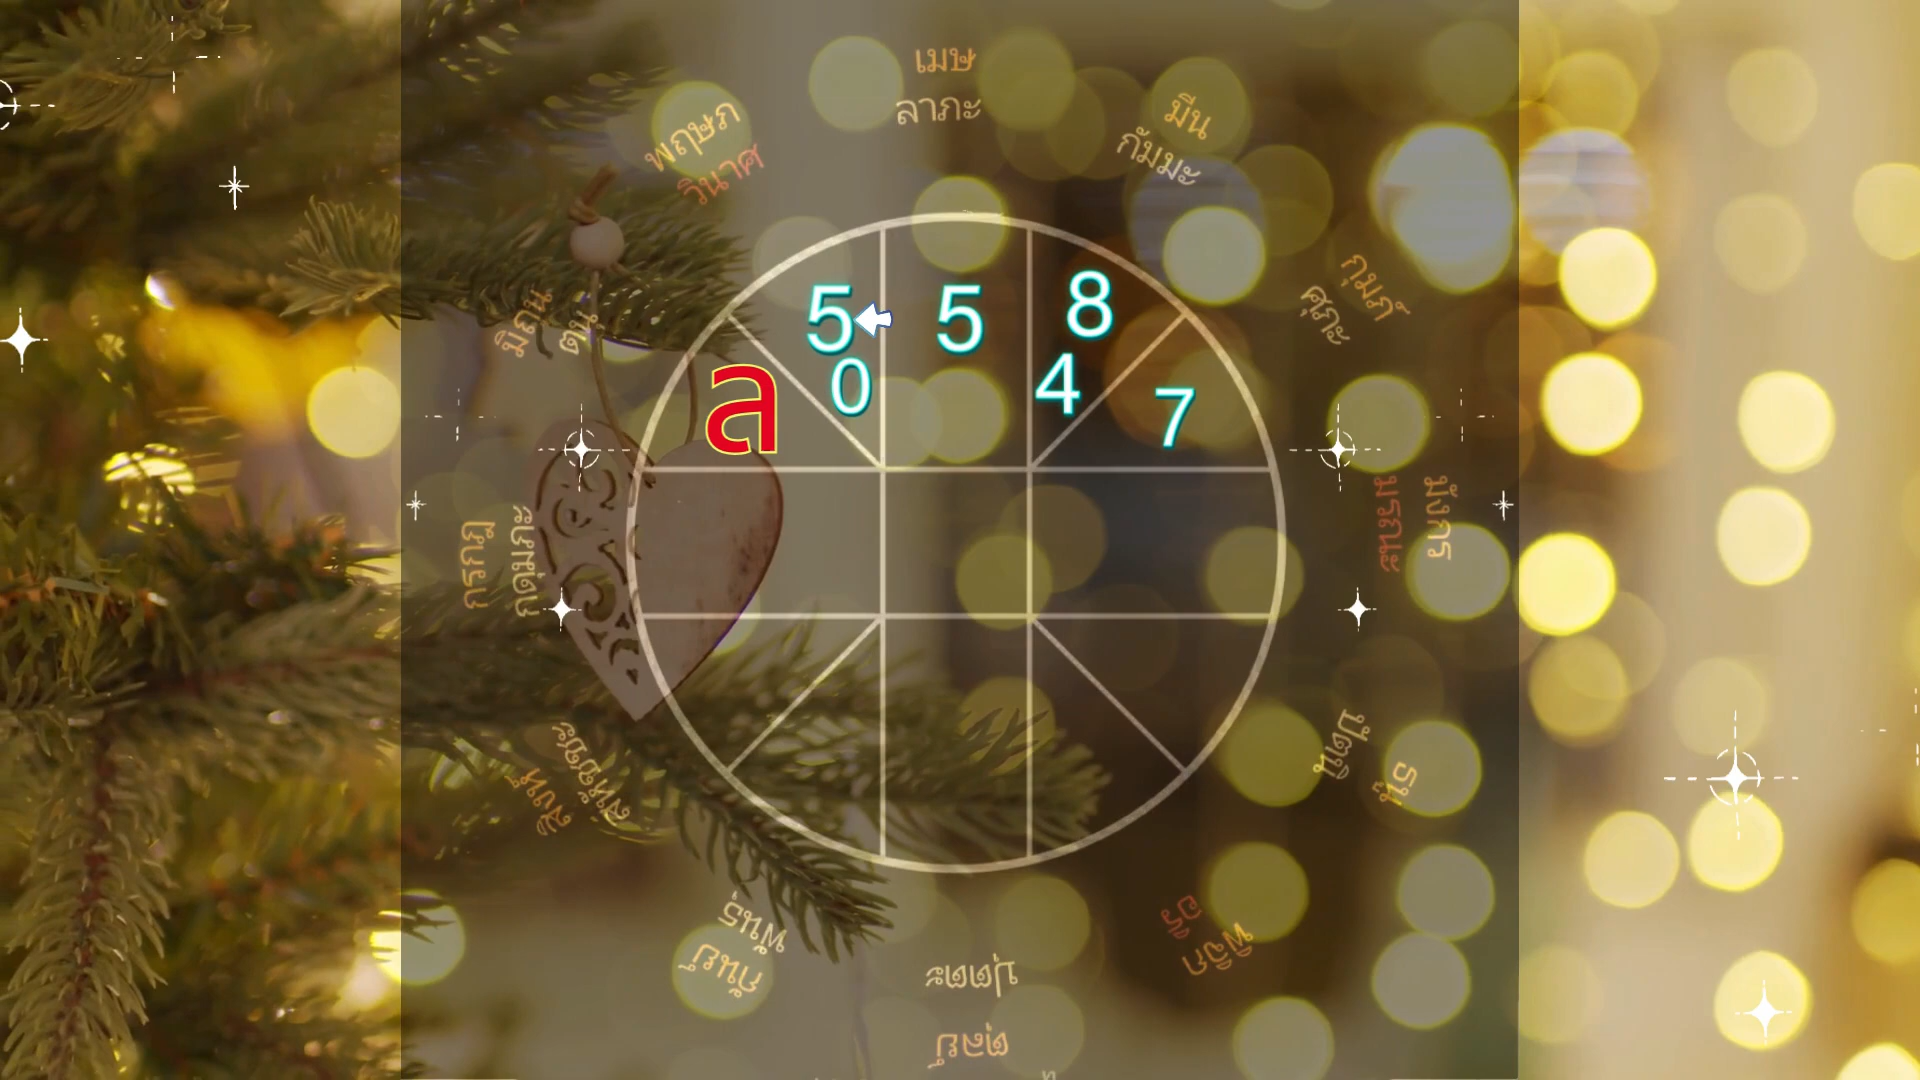 เมษ
ลาภะ
พฤษภ
วินาศ
มีน
กัมมะ
กุมภ์
ศุภะ
มิถุน
ตนุ
5 5 8
0 4
ล 7
กรกฎ
กดุมภะ
มังกร
มรณะ
สิงห์
สหัชชะ
ปัตนิ
ธนู
พันธุ
กันย์
ปุตตะ
ตุลย์
อริ
พิจิก